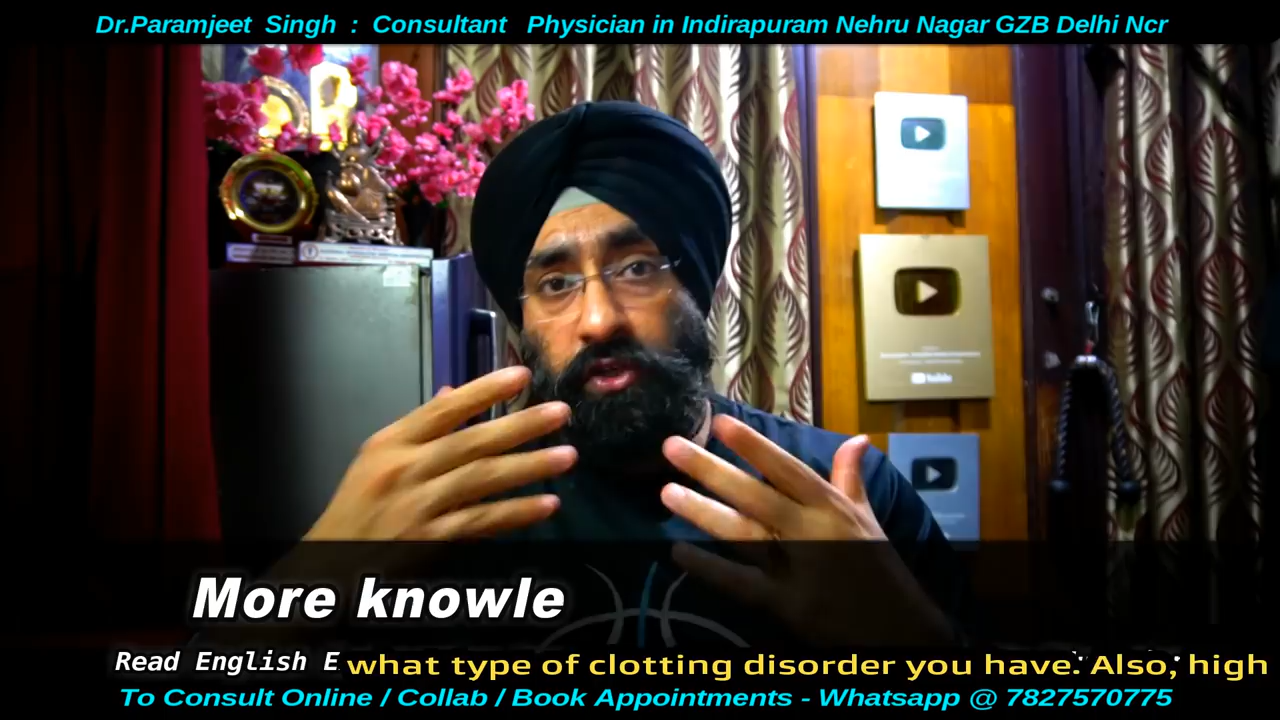 Dr.Paramjeet Singh : Consultant Physician in Indirapuram Nehru Nagar GZB Delhi Ncr
More knowle
Read English E
what type of clotting disorder you have. Also, high
To Consult Online / Collab / Book Appointments - Whatsapp @ 7827570775